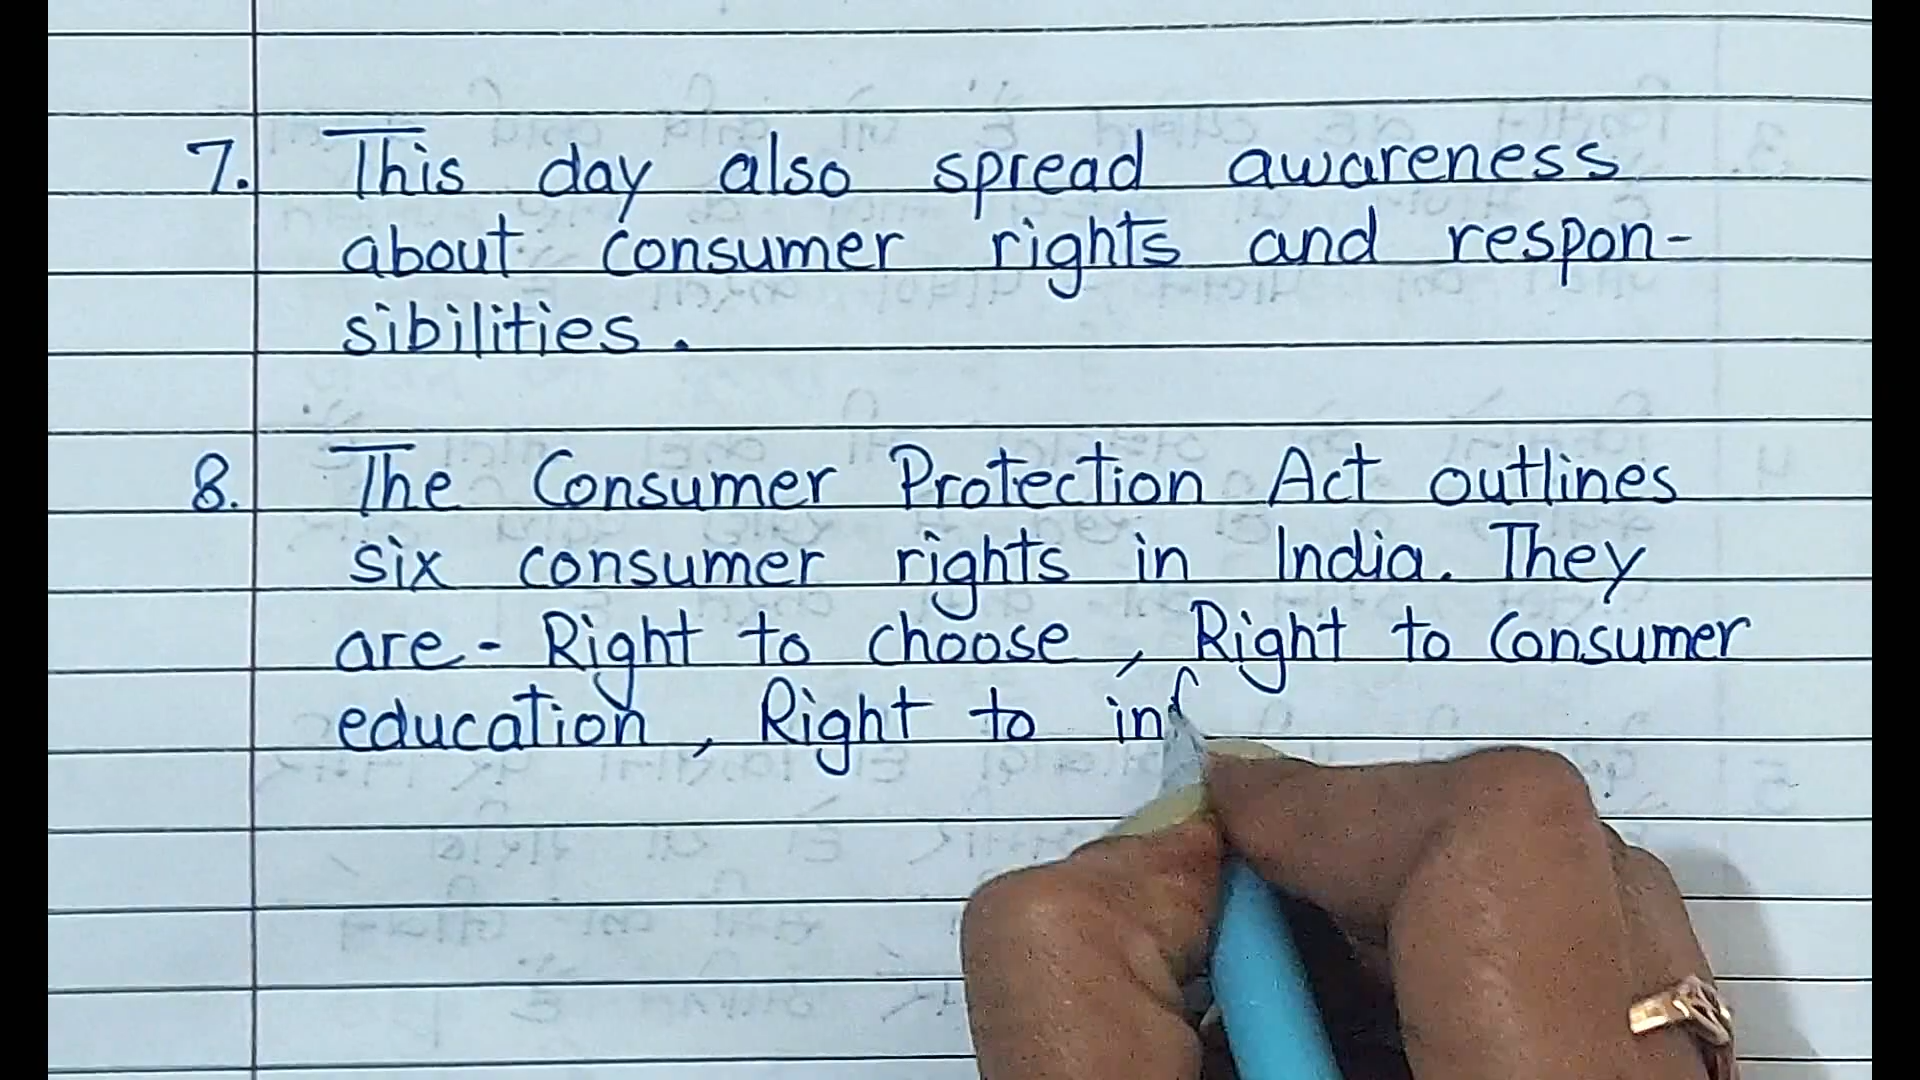 7. This day also spread awareness
about consumer rights and respon-
sibilities.
8. The Consumer Protection Act outlines
six consumer rights in India. They
are - Right to choose, Right to Consumer
education, Right to inf